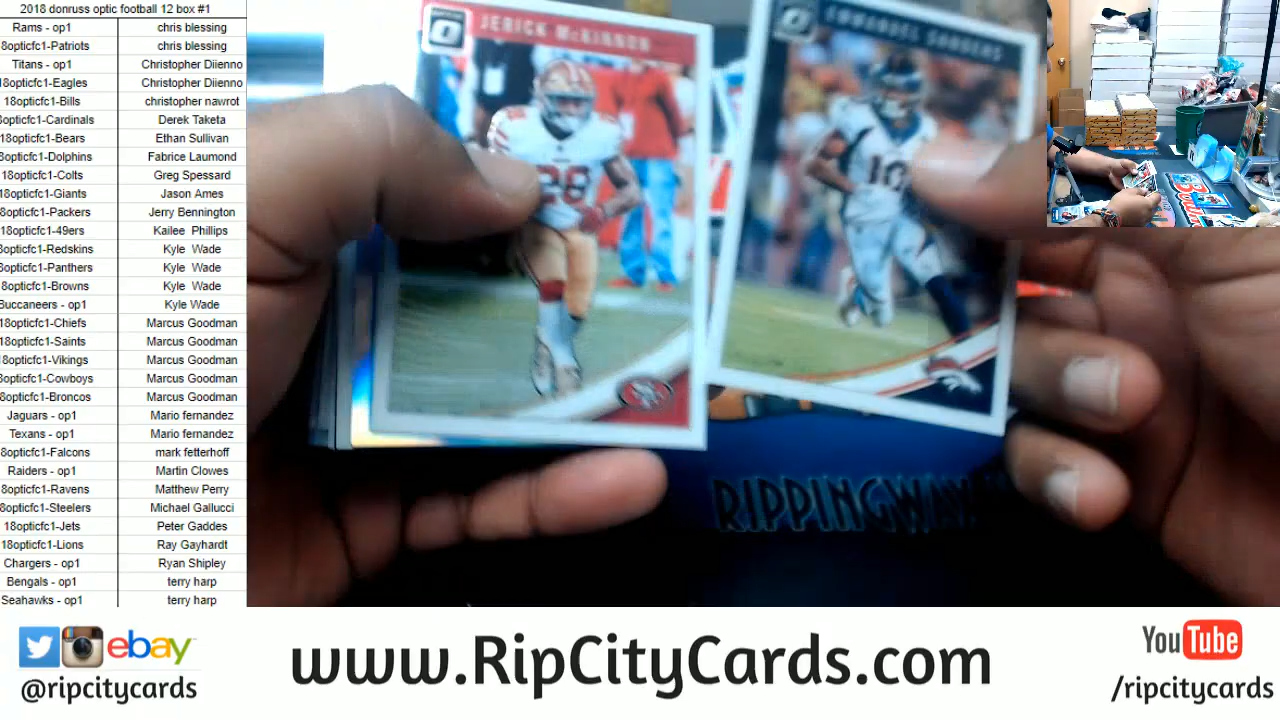 2018 donruss optic football 12 box #1
Rams - op1 chris blessing
8opticfc1-Patriots chris blessing
Titans - op1 Christopher Diienno
8opticfc1-Eagles Christopher Diienno
18opticfc1-Bills christopher nawrot
8opticfc1-Cardinals Derek Taketa
18opticfc1-Bears Ethan Sullivan
8opticfc1-Dolphins Fabrice Laumond
18opticfc1-Colts Greg Spessard
18opticfc1-Giants Jason Ames
8opticfc1-Packers Jerry Bennington
18opticfc1-49ers Kailee Phillips
8opticfc1-Redskins Kyle Wade
8opticfc1-Panthers Kyle Wade
8opticfc1-Browns Kyle Wade
Buccaneers - op1 Kyle Wade
18opticfc1-Chiefs Marcus Goodman
18opticfc1-Saints Marcus Goodman
18opticfc1-Vikings Marcus Goodman
8opticfc1-Cowboys Marcus Goodman
8opticfc1-Broncos Marcus Goodman
Jaguars - op1 Mario fernandez
Texans - op1 Mario fernandez
8opticfc1-Falcons mark fetterhoff
Raiders - op1 Martin Clowes
8opticfc1-Ravens Matthew Perry
8opticfc1-Steelers Michael Gallucci
18opticfc1-Jets Peter Gaddes
18opticfc1-Lions Ray Gayhardt
Chargers - op1 Ryan Shipley
Bengals - op1 terry harp
Seahawks - op1 terry harp
JERICK McKINNON
EMMANUEL SANDERS
28
10
RIPPINGWAX
ebay
@ripcitycards
www.RipCityCards.com
YouTube
/ripcitycards